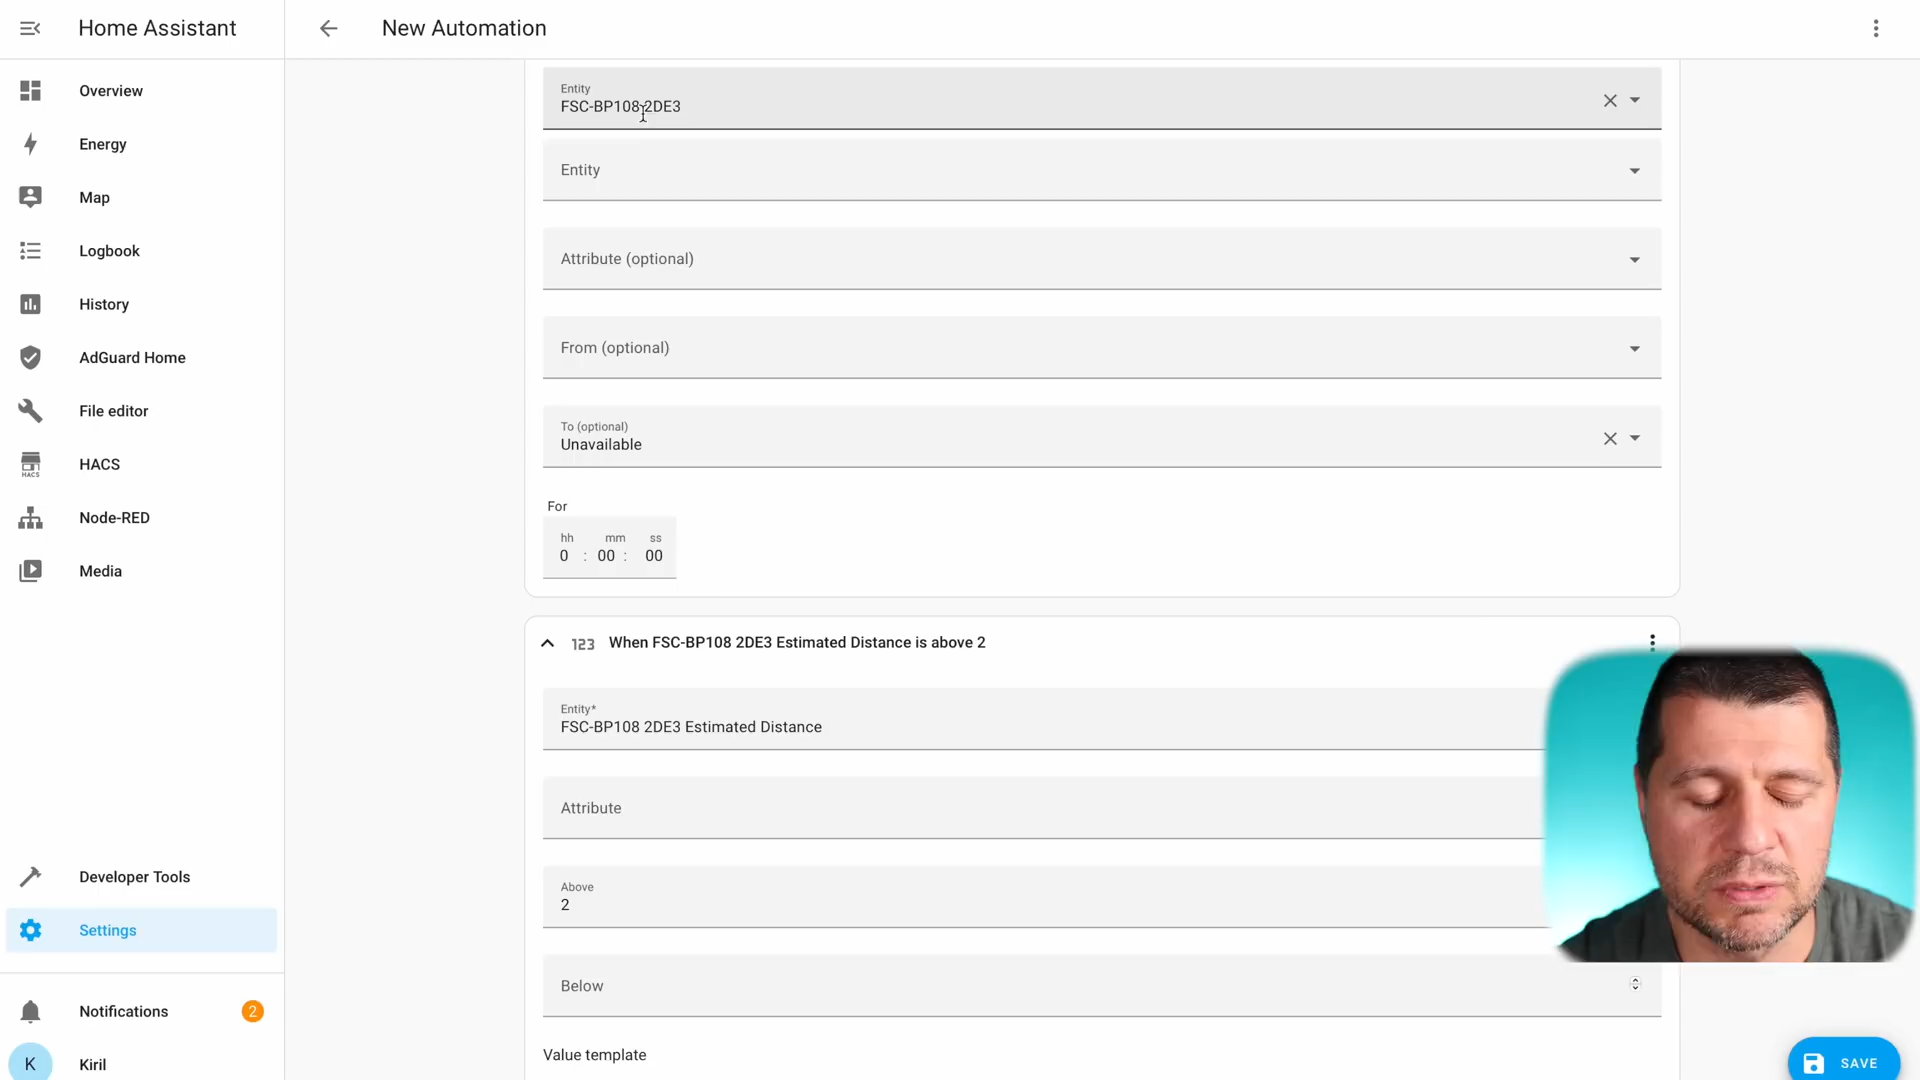 Home Assistant
New Automation
Overview
Energy
Map
Logbook
History
AdGuard Home
File editor
HACS
HACS
Node-RED
Media
Developer Tools
Settings
Notifications
2
K
Kiril
Entity
FSC-BP108 2DE3
Entity
Attribute (optional)
From (optional)
To (optional)
Unavailable
For
hh mm ss
0 : 00 : 00
123 When FSC-BP108 2DE3 Estimated Distance is above 2
Entity*
FSC-BP108 2DE3 Estimated Distance
Attribute
Above
2
Below
Value template
SAVE